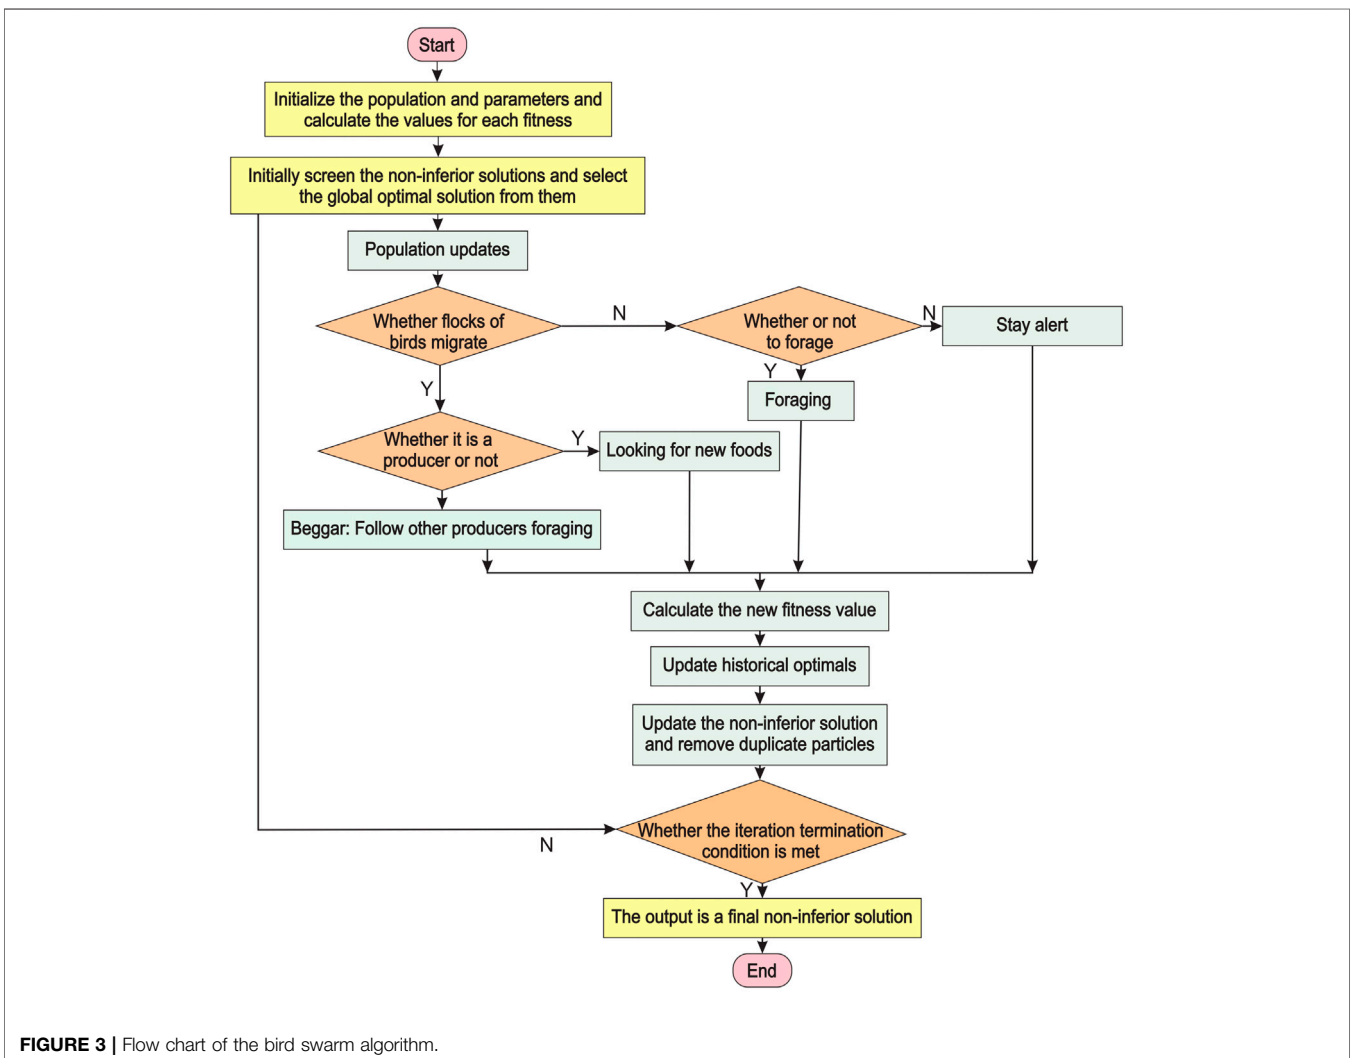 Start
Initialize the population and parameters and
calculate the values for each fitness
Initially screen the non-inferior solutions and select
the global optimal solution from them
Population updates
Whether flocks of
birds migrate
N
Whether or not
to forage
N
Stay alert
Y
Foraging
Y
Whether it is a
producer or not
Y
Looking for new foods
Beggar: Follow other producers foraging
Calculate the new fitness value
Update historical optimals
Update the non-inferior solution
and remove duplicate particles
Whether the iteration termination
condition is met
N
Y
The output is a final non-inferior solution
End
FIGURE 3 | Flow chart of the bird swarm algorithm.